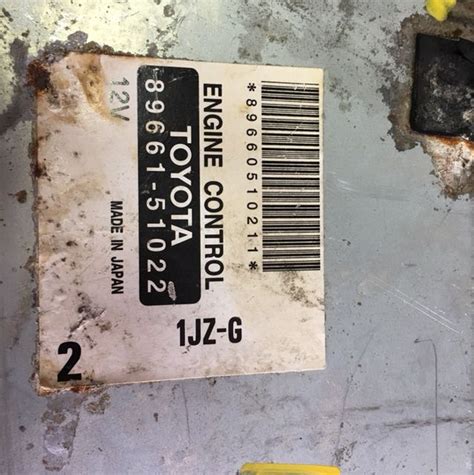 *89660510211*
ENGINE CONTROL
TOYOTA
89661-51022
12V
MADE IN JAPAN
1JZ-G
2